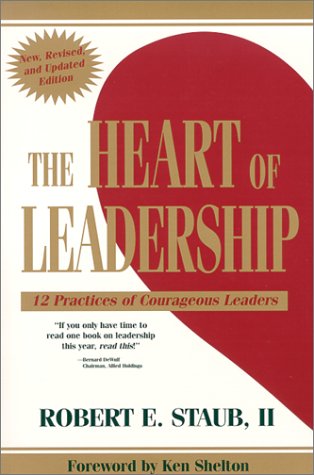 New, Revised,
and Updated
Edition
THE HEART OF
LEADERSHIP
12 Practices of Courageous Leaders
"If you only have time to
read one book on leadership
this year, read this!"
—Bernard DeWulf
Chairman, Allied Holdings
ROBERT E. STAUB, II
Foreword by Ken Shelton